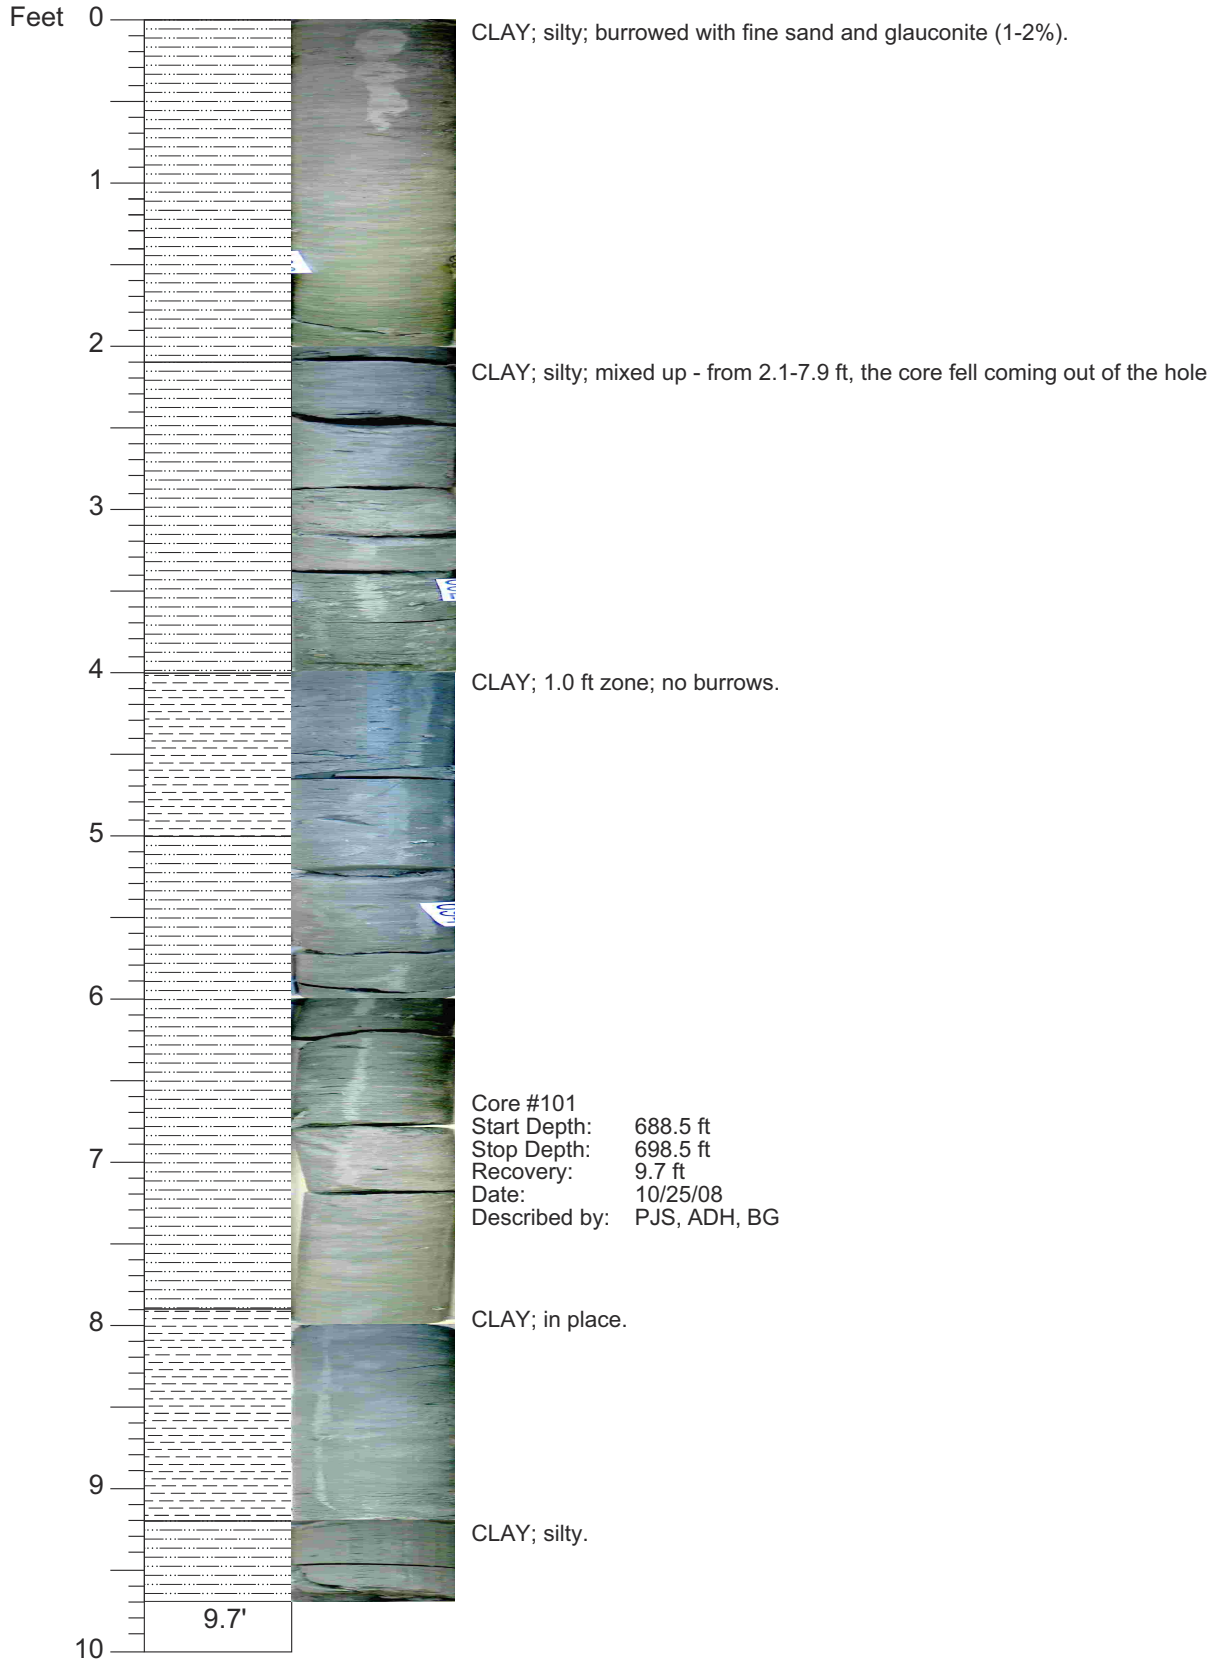 Feet 0
CLAY; silty; burrowed with fine sand and glauconite (1-2%).
1
2
CLAY; silty; mixed up - from 2.1-7.9 ft, the core fell coming out of the hole
3
4
CLAY; 1.0 ft zone; no burrows.
5
6
Core #101
Start Depth: 688.5 ft
Stop Depth: 698.5 ft
7
Recovery: 9.7 ft
Date: 10/25/08
Described by: PJS, ADH, BG
8
CLAY; in place.
9
CLAY; silty.
9.7'
10